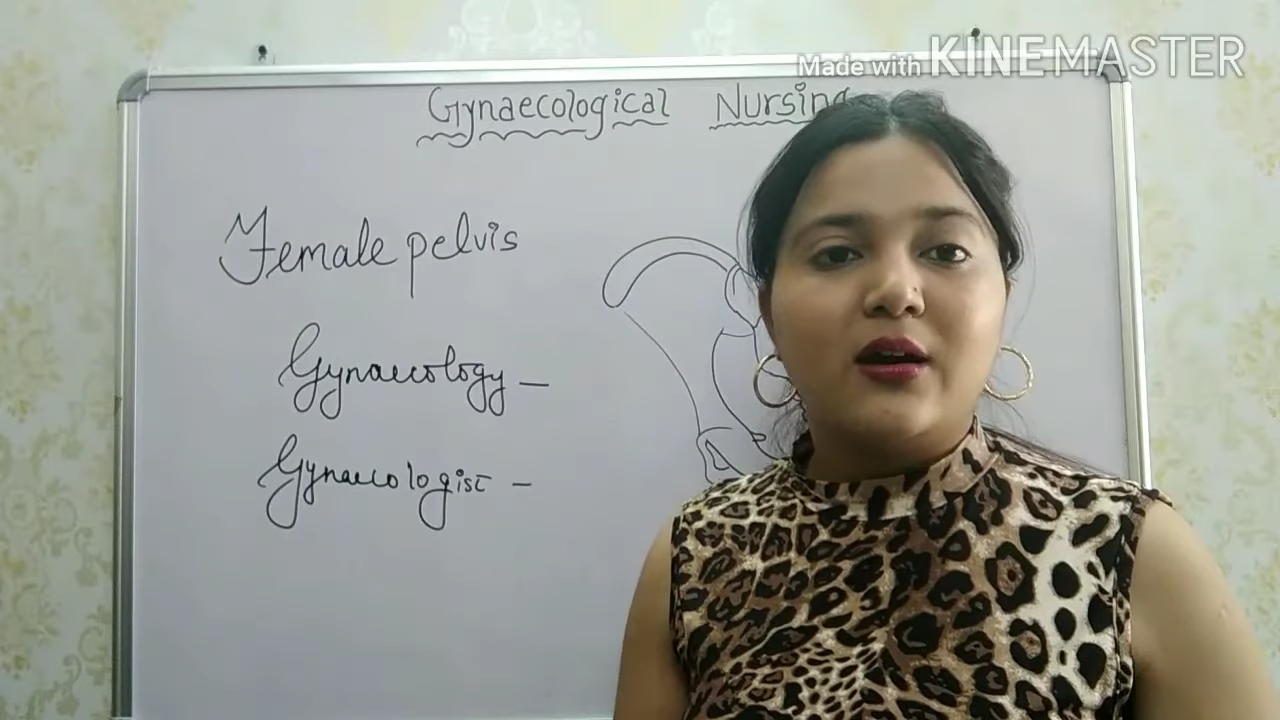 Made with KINEMASTER
Gynaecological Nursing
Female pelvis
Gynaecology –
Gynaecologist –